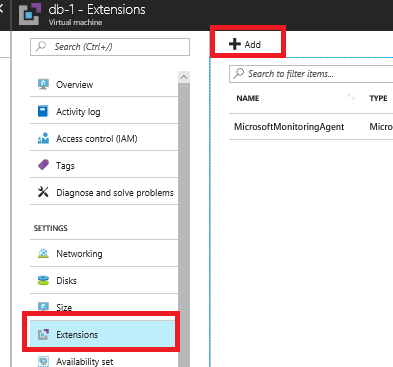 db-1 - Extensions
Virtual machine
Search (Ctrl+/)
Overview
Activity log
Access control (IAM)
Tags
Diagnose and solve problems
SETTINGS
Networking
Disks
Size
Extensions
Availability set
Add
Search to filter items...
NAME TYPE
MicrosoftMonitoringAgent Micro